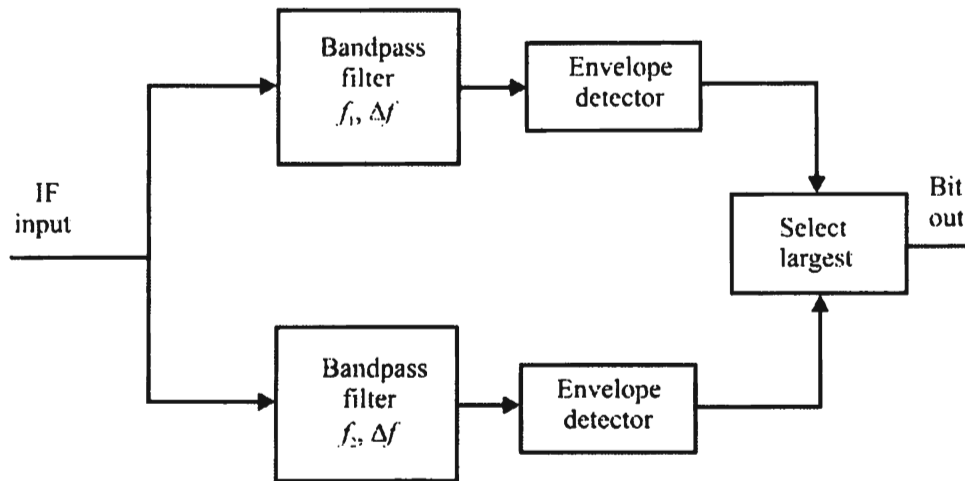 Bandpass
filter
f₁, Δf
Envelope
detector
IF
input
Select
largest
Bit
out
Bandpass
filter
f₂, Δf
Envelope
detector